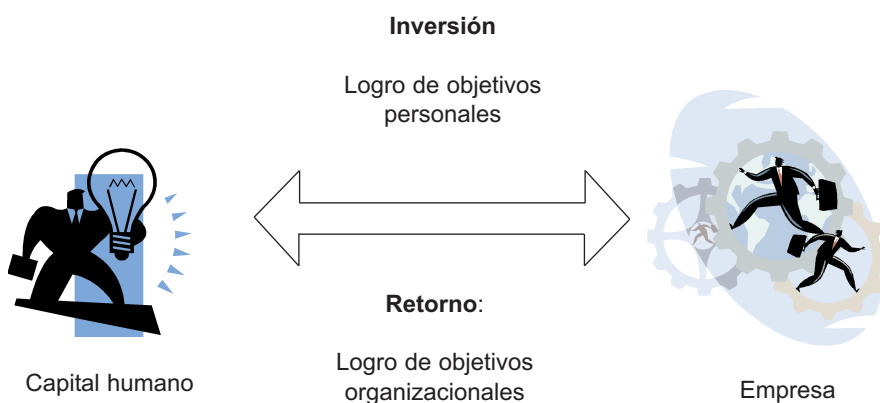 Inversión
Logro de objetivos
personales
Retorno:
Logro de objetivos
organizacionales
Capital humano
Empresa